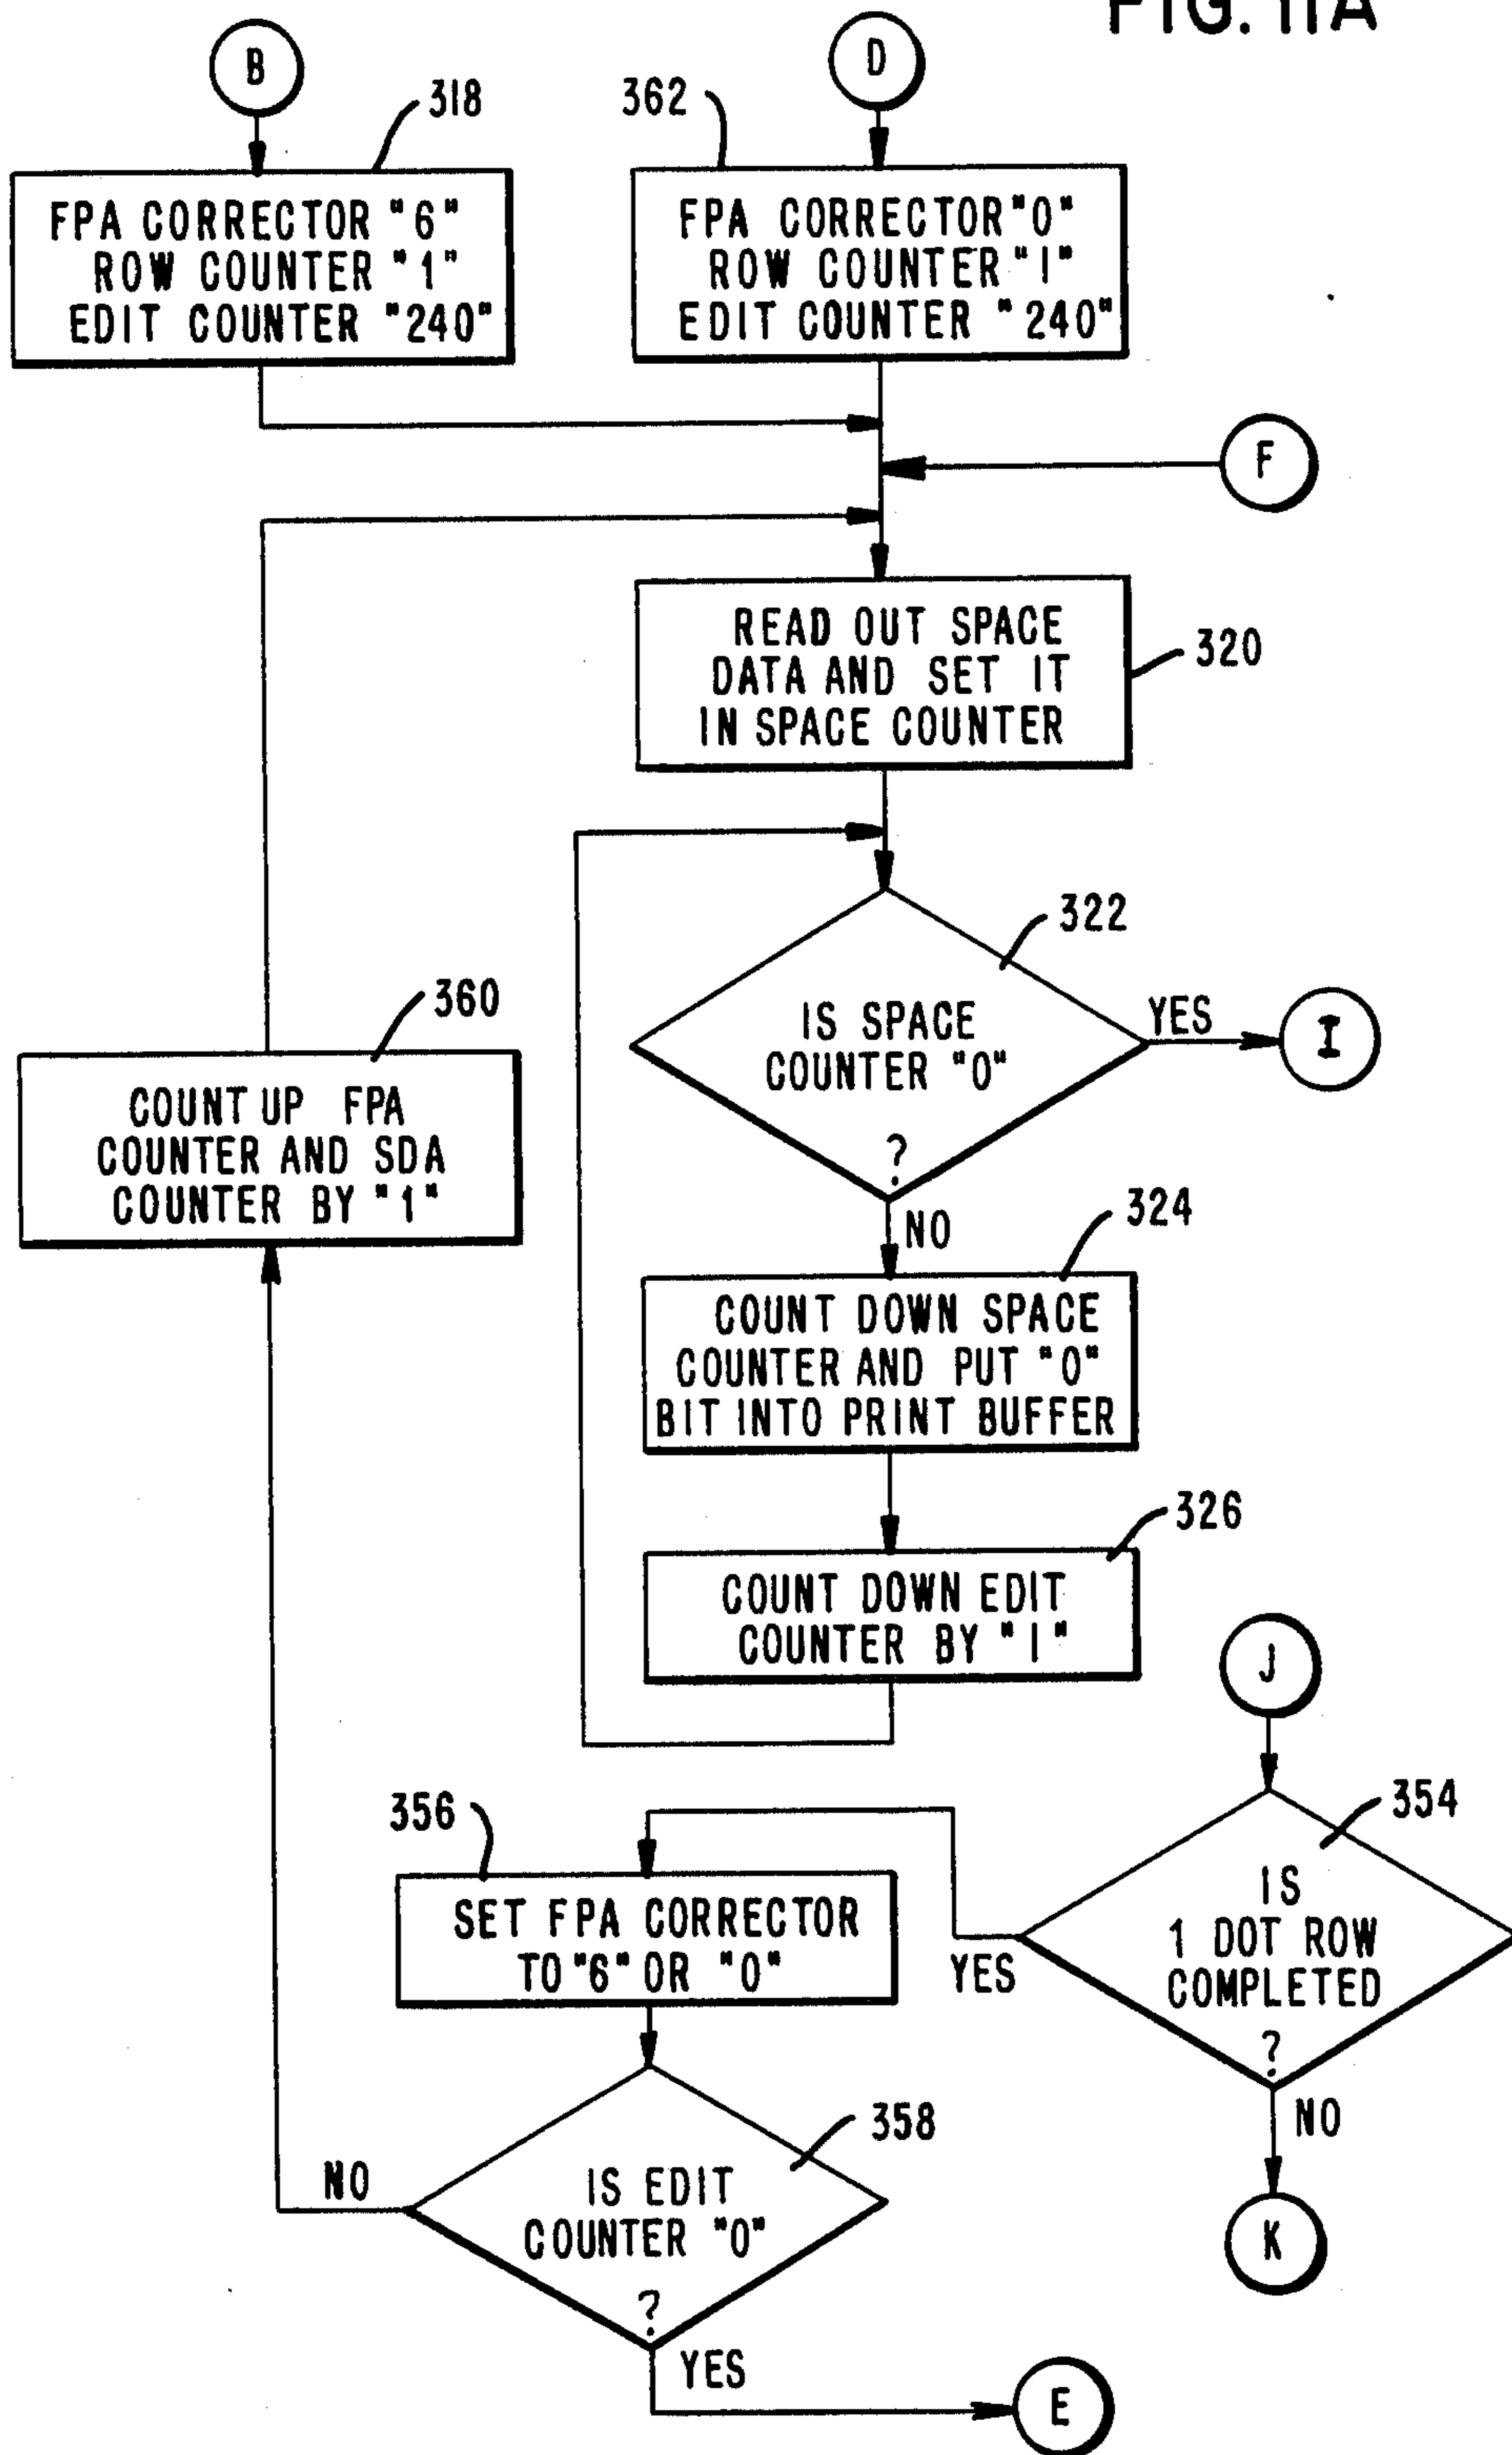 FIG. 11A
B
D
318
362
FPA CORRECTOR "6"
ROW COUNTER "1"
EDIT COUNTER "240"
FPA CORRECTOR "0"
ROW COUNTER "1"
EDIT COUNTER "240"
F
READ OUT SPACE
DATA AND SET IT
IN SPACE COUNTER
320
322
IS SPACE
COUNTER "0"
?
YES
I
NO
360
COUNT UP FPA
COUNTER AND SDA
COUNTER BY "1"
324
COUNT DOWN SPACE
COUNTER AND PUT "0"
BIT INTO PRINT BUFFER
326
COUNT DOWN EDIT
COUNTER BY "1"
J
354
IS
1 DOT ROW
COMPLETED
?
YES
NO
K
356
SET FPA CORRECTOR
TO "6" OR "0"
358
IS EDIT
COUNTER "0"
?
NO
YES
E